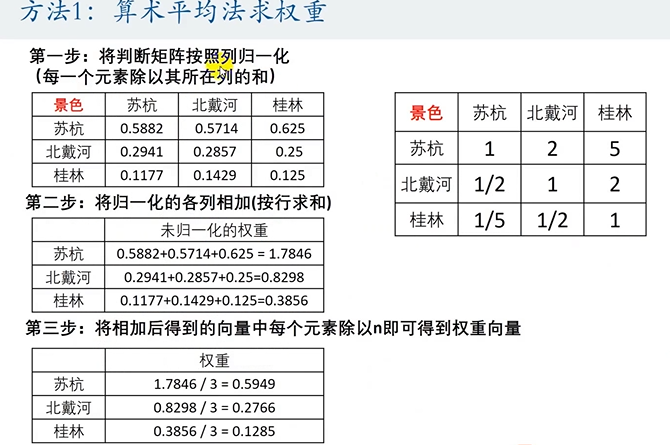 方法1：算术平均法求权重
第一步：将判断矩阵按照列归一化
（每一个元素除以其所在列的和）
景色 苏杭 北戴河 桂林
苏杭 0.5882 0.5714 0.625
北戴河 0.2941 0.2857 0.25
桂林 0.1177 0.1429 0.125
第二步：将归一化的各列相加(按行求和)
未归一化的权重
苏杭 0.5882+0.5714+0.625 = 1.7846
北戴河 0.2941+0.2857+0.25=0.8298
桂林 0.1177+0.1429+0.125=0.3856
第三步：将相加后得到的向量中每个元素除以n即可得到权重向量
权重
苏杭 1.7846 / 3 = 0.5949
北戴河 0.8298 / 3 = 0.2766
桂林 0.3856 / 3 = 0.1285
景色 苏杭 北戴河 桂林
苏杭 1 2 5
北戴河 1/2 1 2
桂林 1/5 1/2 1